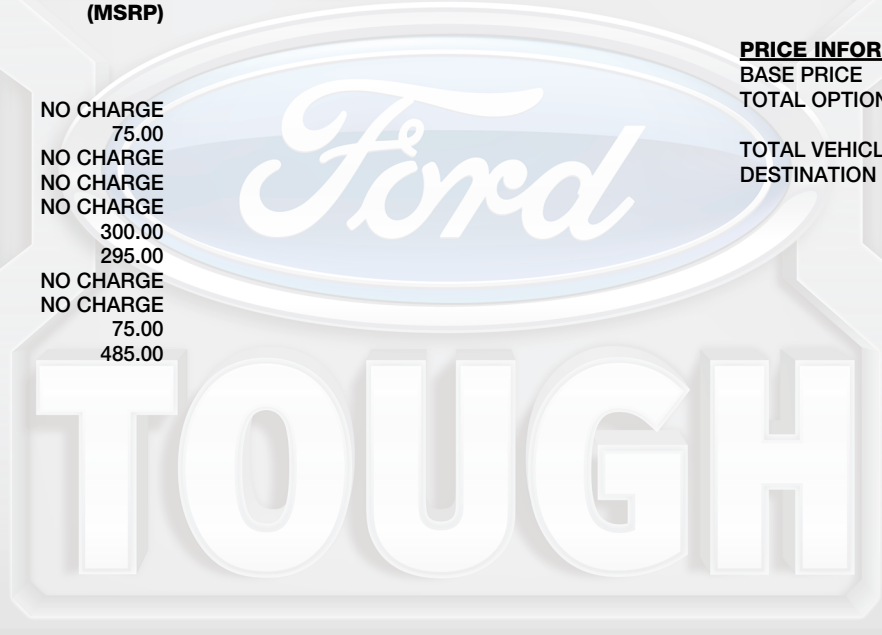 (MSRP)
NO CHARGE
75.00
NO CHARGE
NO CHARGE
NO CHARGE
300.00
295.00
NO CHARGE
NO CHARGE
75.00
485.00
PRICE INFOR
BASE PRICE
TOTAL OPTION
TOTAL VEHICL
DESTINATION
Ford
TOUGH